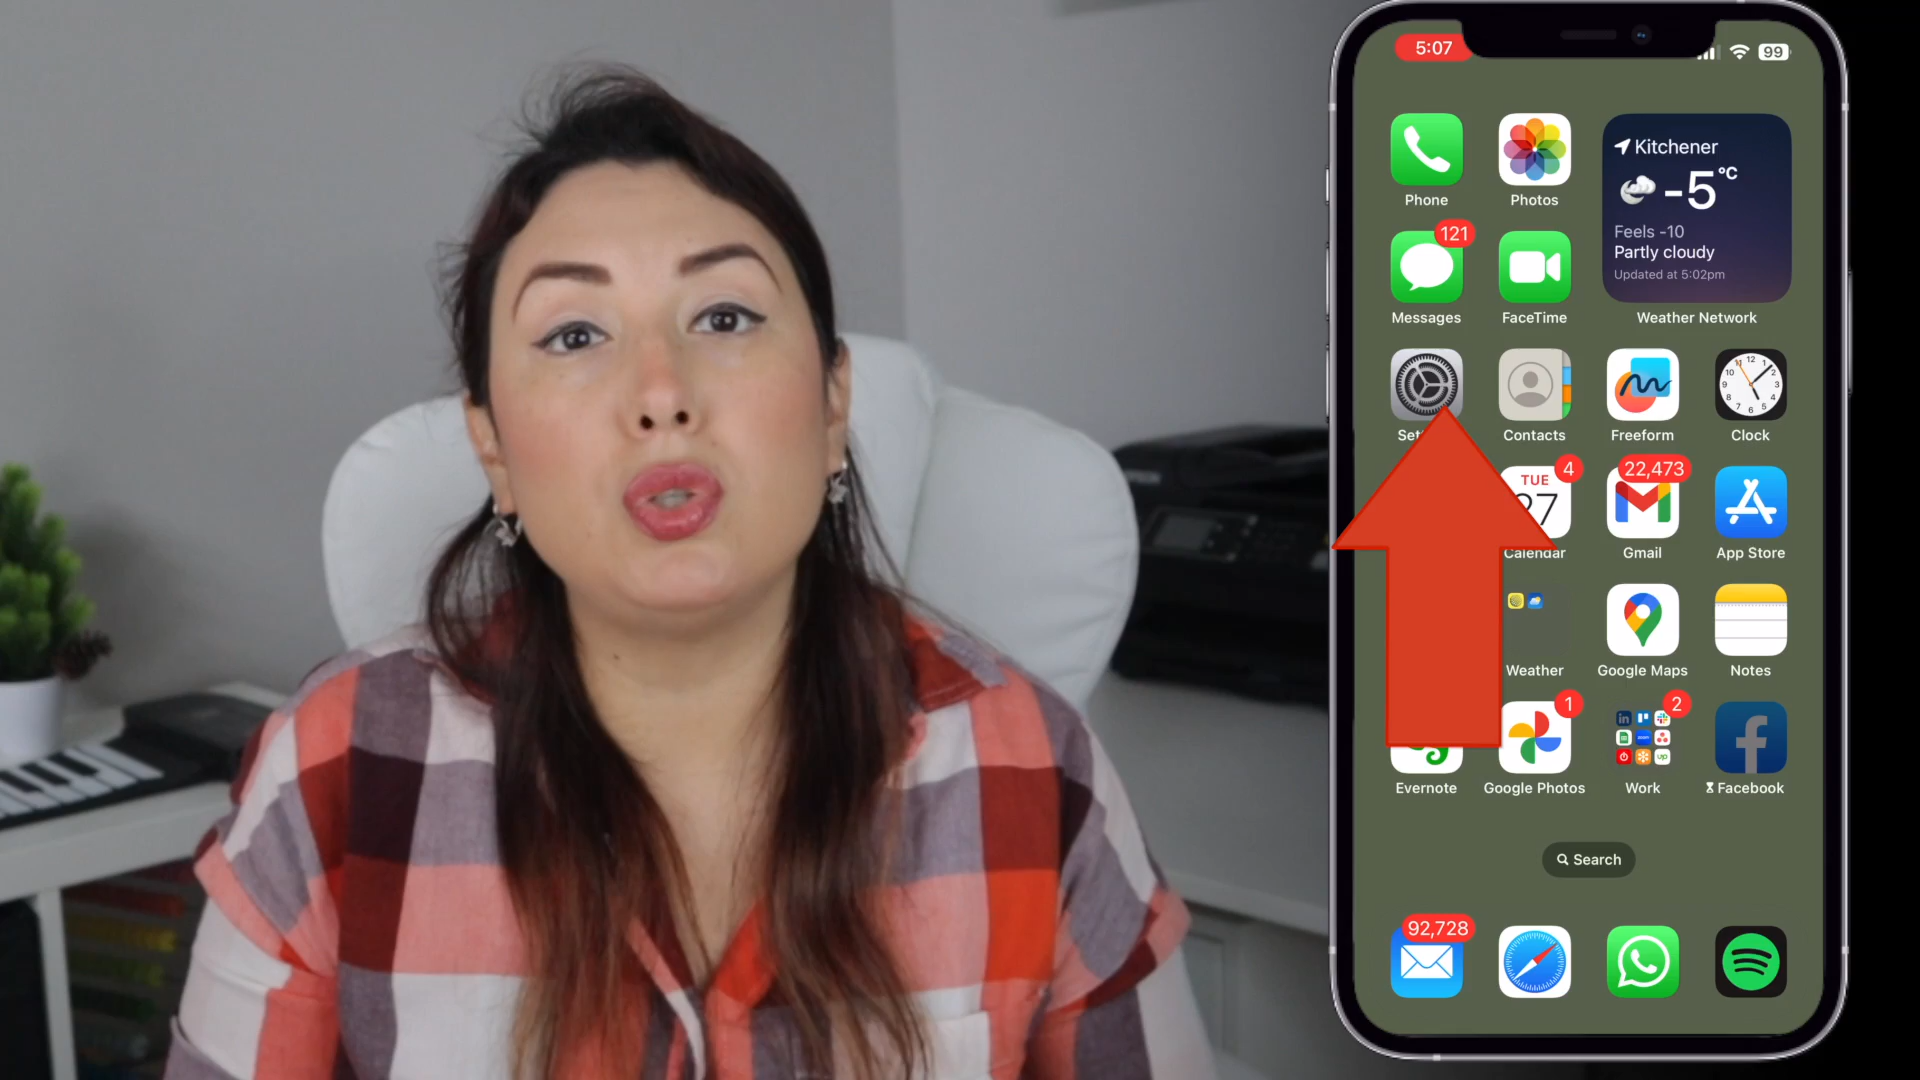 5:07
99
Kitchener
-5°C
Feels -10
Partly cloudy
Updated at 5:02pm
Phone
Photos
121
Messages
FaceTime
Weather Network
Contacts
Freeform
Clock
4
22,473
TUE
Calendar
Gmail
App Store
Weather
Google Maps
Notes
1
2
in
up
Evernote
Google Photos
Work
Facebook
Search
92,728